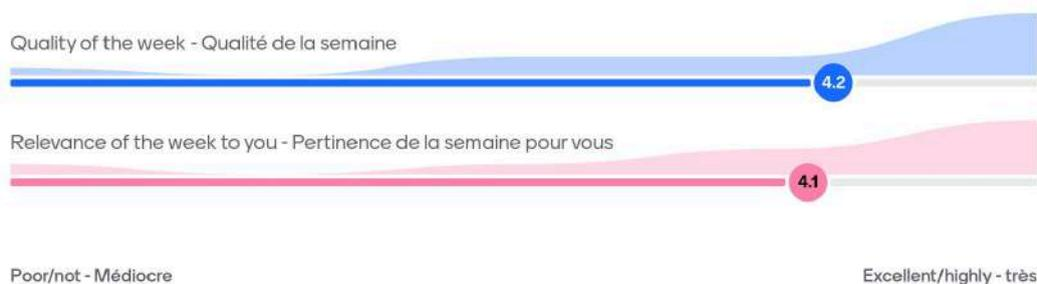 Quality of the week - Qualité de la semaine
4.2
Relevance of the week to you - Pertinence de la semaine pour vous
4.1
Poor/not - Médiocre
Excellent/highly - très